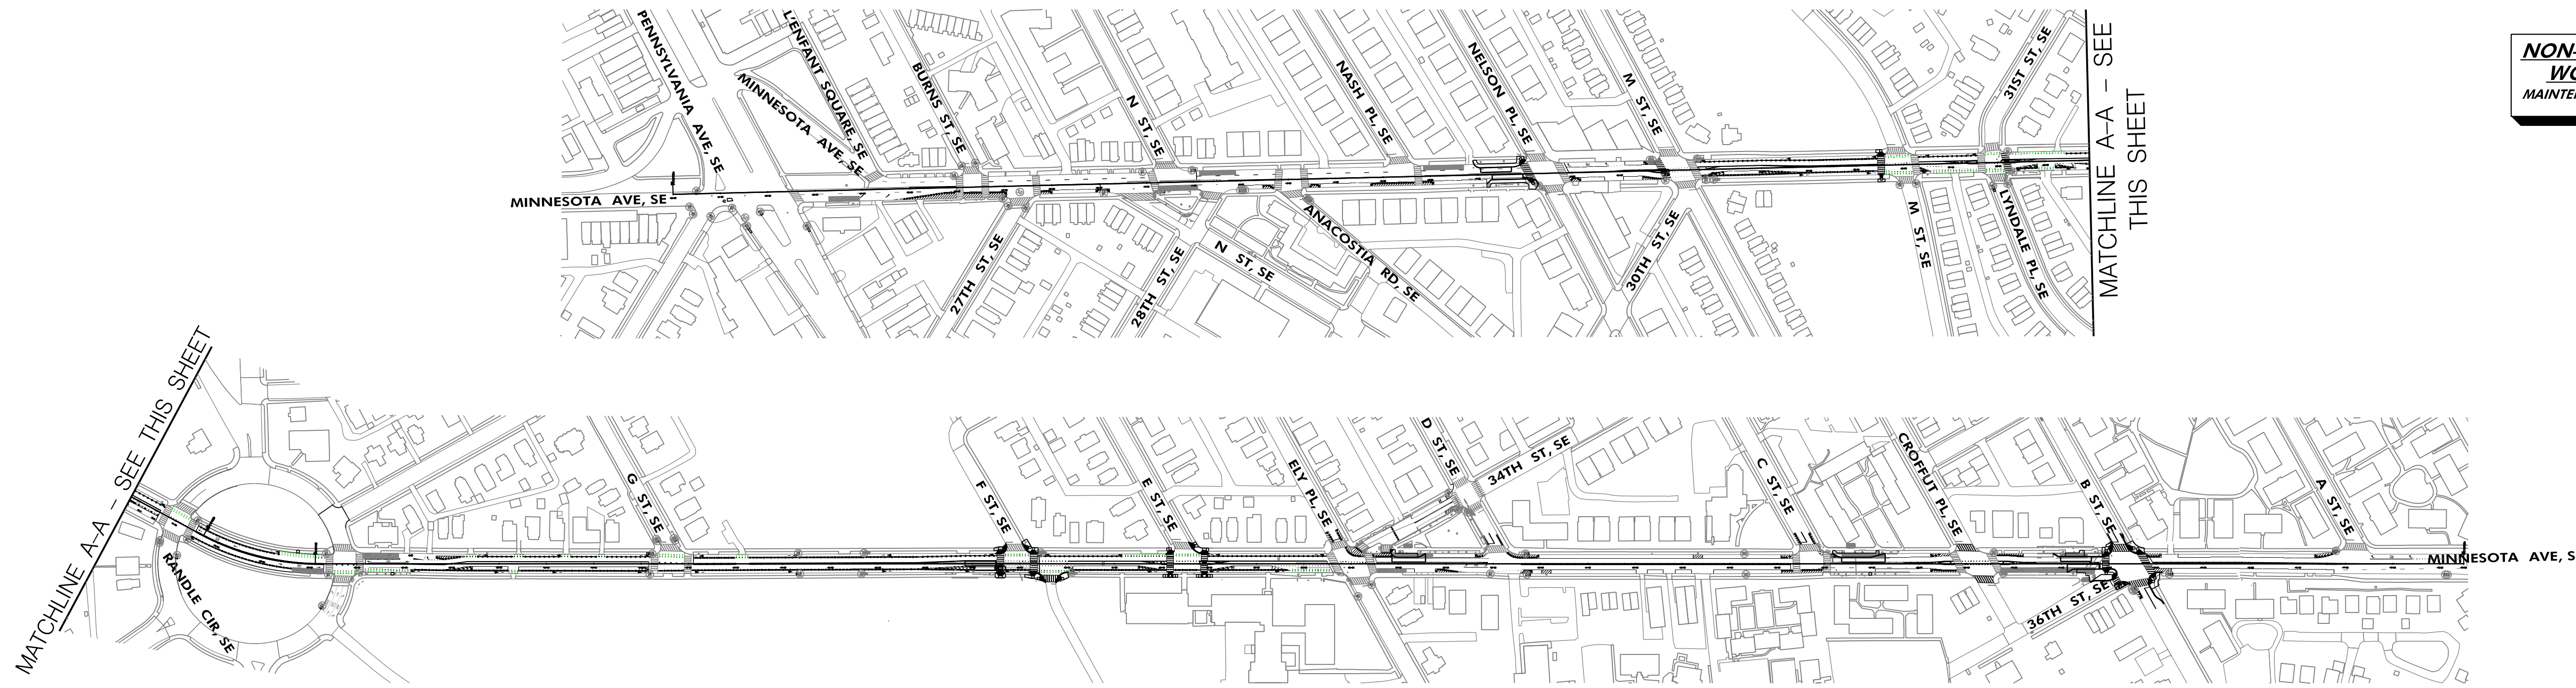 PENNSYLVANIA AVE, SE
L'ENFANT SQUARE, SE
MINNESOTA AVE, SE
BURNS ST, SE
N ST, SE
NASH PL, SE
NELSON PL, SE
M ST, SE
31ST ST, SE
MATCHLINE A-A - SEE
THIS SHEET
MINNESOTA AVE, SE
27TH ST, SE
28TH ST, SE
N ST, SE
ANACOSTIA RD, SE
30TH ST, SE
M ST, SE
LYNDALE PL, SE
MATCHLINE A-A - SEE THIS SHEET
RANDLE CIR, SE
G ST, SE
F ST, SE
E ST, SE
ELY PL, SE
D ST, SE
34TH ST, SE
C ST, SE
CROFFUT PL, SE
B ST, SE
36TH ST, SE
A ST, SE
MINNESOTA AVE, S